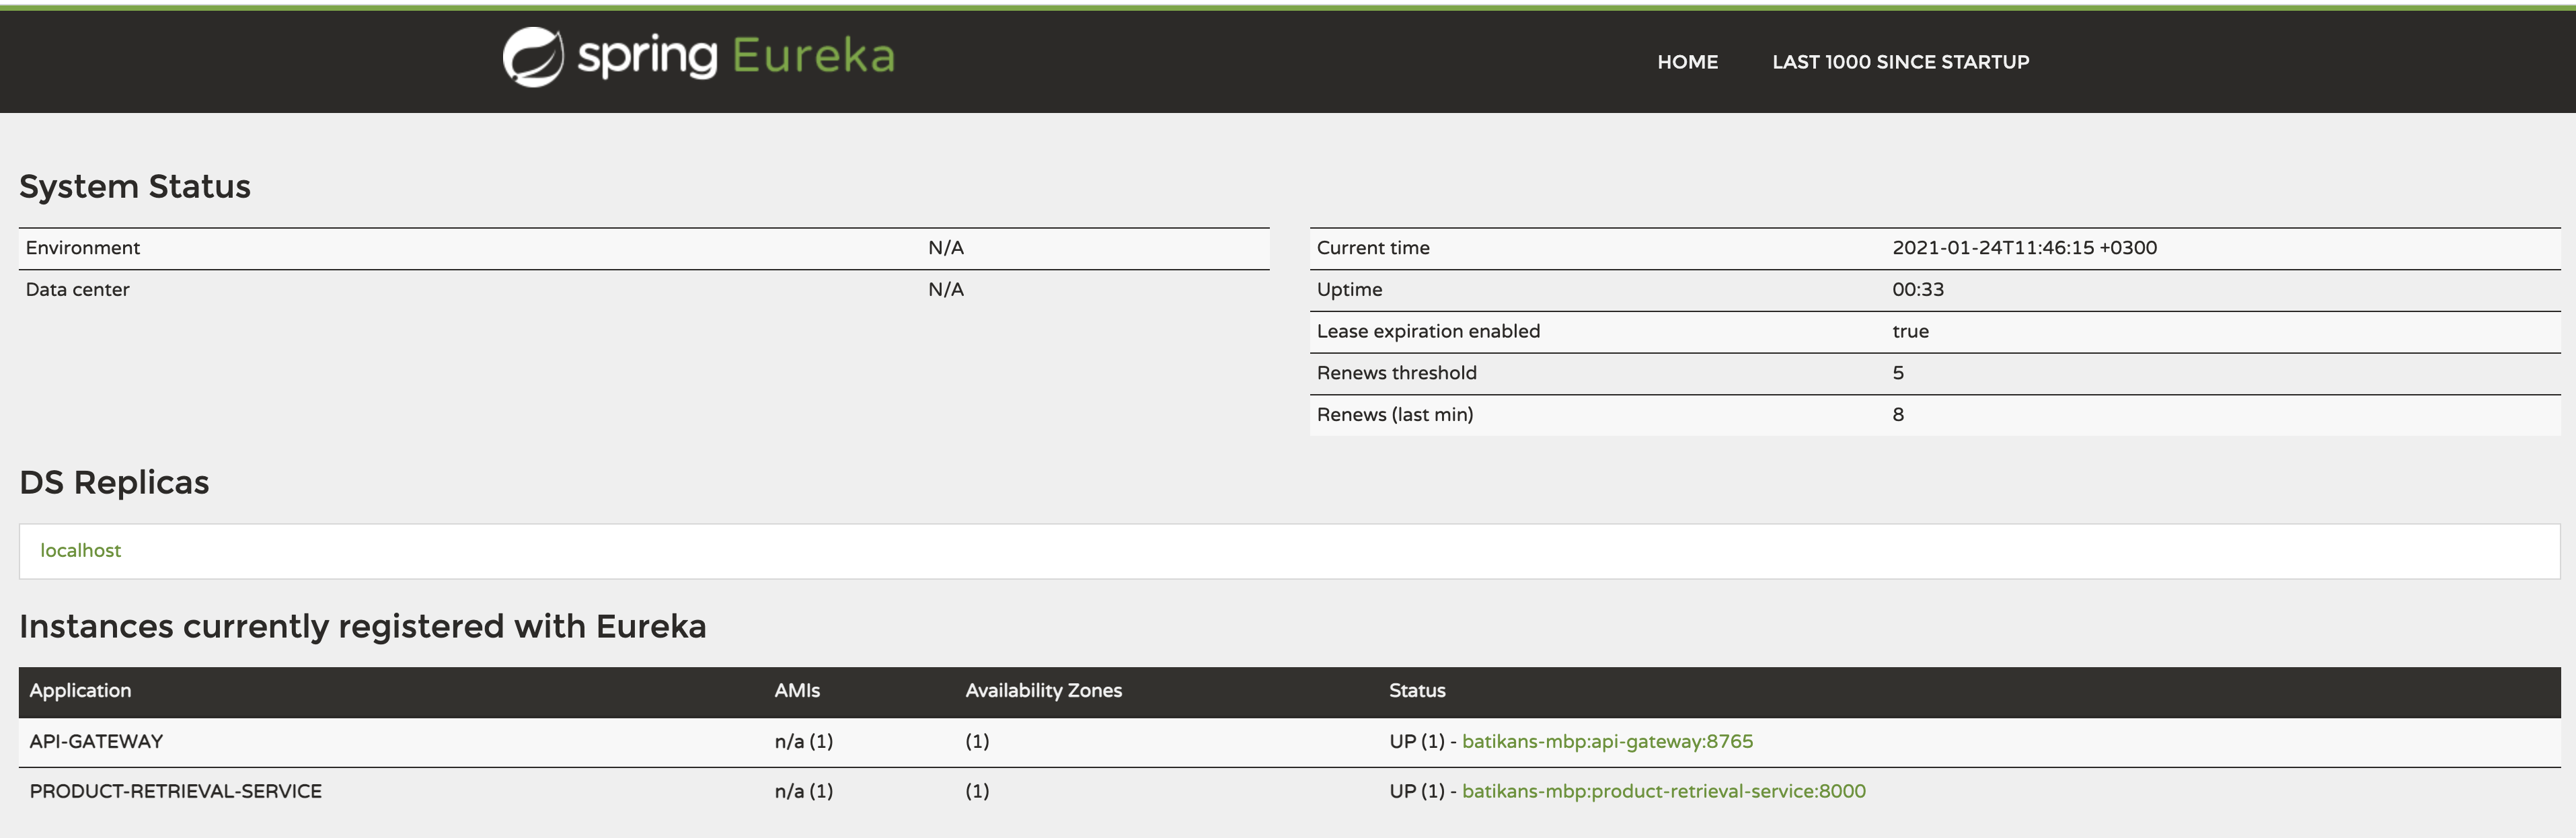 spring Eureka
HOME LAST 1000 SINCE STARTUP
System Status
Environment N/A
Data center N/A
Current time 2021-01-24T11:46:15 +0300
Uptime 00:33
Lease expiration enabled true
Renews threshold 5
Renews (last min) 8
DS Replicas
localhost
Instances currently registered with Eureka
Application AMIs Availability Zones Status
API-GATEWAY n/a (1) (1) UP (1) - batikans-mbp:api-gateway:8765
PRODUCT-RETRIEVAL-SERVICE n/a (1) (1) UP (1) - batikans-mbp:product-retrieval-service:8000